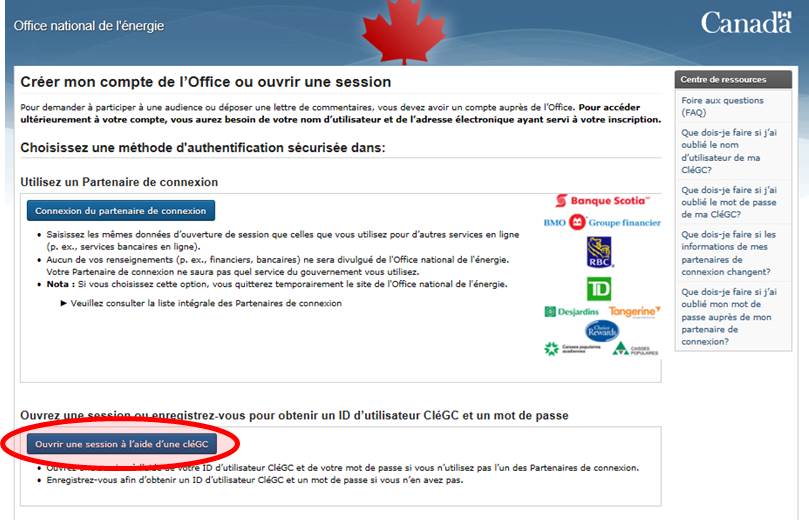 Office national de l'énergie
Canada
Créer mon compte de l'Office ou ouvrir une session
Pour demander à participer à une audience ou déposer une lettre de commentaires, vous devez avoir un compte auprès de l'Office. Pour accéder
ultérieurement à votre compte, vous aurez besoin de votre nom d'utilisateur et de l'adresse électronique ayant servi à votre inscription.
Choisissez une méthode d'authentification sécurisée dans:
Utilisez un Partenaire de connexion
Connexion du partenaire de connexion
• Saisissez les mêmes données d'ouverture de session que celles que vous utilisez pour d'autres services en ligne
(p. ex., services bancaires en ligne).
• Aucun de vos renseignements (p. ex., financiers, bancaires) ne sera divulgué de l'Office national de l'énergie.
Votre Partenaire de connexion ne saura pas quel service du gouvernement vous utilisez.
• Nota : Si vous choisissez cette option, vous quitterez temporairement le site de l'Office national de l'énergie.
► Veuillez consulter la liste intégrale des Partenaires de connexion
Banque Scotia
BMO Groupe financier
RBC
TD
Desjardins Tangerine
Choice
Rewards
Caisses populaires
acadiennes
CAISSES
POPULAIRES
Ouvrez une session ou enregistrez-vous pour obtenir un ID d'utilisateur CléGC et un mot de passe
Ouvrir une session à l'aide d'une cléGC
• Ouvrez votre ID d'utilisateur CléGC et de votre mot de passe si vous n'utilisez pas l'un des Partenaires de connexion.
• Enregistrez-vous afin d'obtenir un ID d'utilisateur CléGC et un mot de passe si vous n'en avez pas.
Centre de ressources
Foire aux questions
(FAQ)
Que dois-je faire si j'ai
oublié le nom
d'utilisateur de ma
CléGC?
Que dois-je faire si j'ai
oublié le mot de passe
de ma CléGC?
Que dois-je faire si les
informations de mes
partenaires de
connexion changent?
Que dois-je faire si j'ai
oublié mon mot de
passe auprès de mon
partenaire de
connexion?